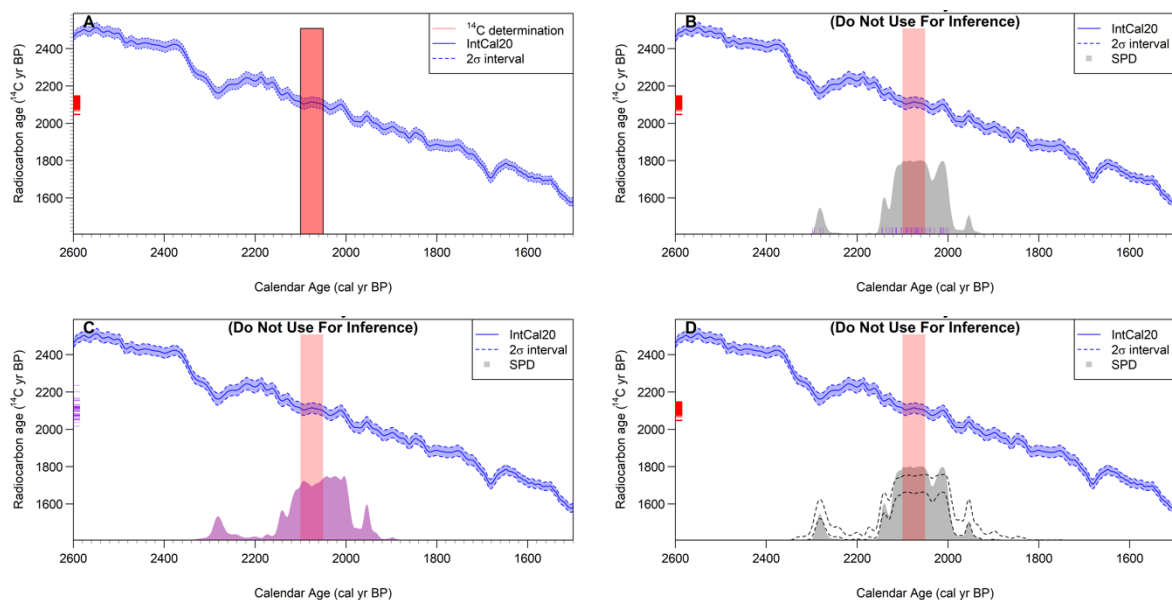 A
¹⁴C determination
IntCal20
2σ interval
Radiocarbon age (¹⁴C yr BP)
2400
2200
2000
1800
1600
2600 2400 2200 2000 1800 1600
Calendar Age (cal yr BP)
B
(Do Not Use For Inference)
IntCal20
2σ interval
SPD
Radiocarbon age (¹⁴C yr BP)
2400
2200
2000
1800
1600
2600 2400 2200 2000 1800 1600
Calendar Age (cal yr BP)
C
(Do Not Use For Inference)
IntCal20
2σ interval
SPD
Radiocarbon age (¹⁴C yr BP)
2400
2200
2000
1800
1600
2600 2400 2200 2000 1800 1600
Calendar Age (cal yr BP)
D
(Do Not Use For Inference)
IntCal20
2σ interval
SPD
Radiocarbon age (¹⁴C yr BP)
2400
2200
2000
1800
1600
2600 2400 2200 2000 1800 1600
Calendar Age (cal yr BP)